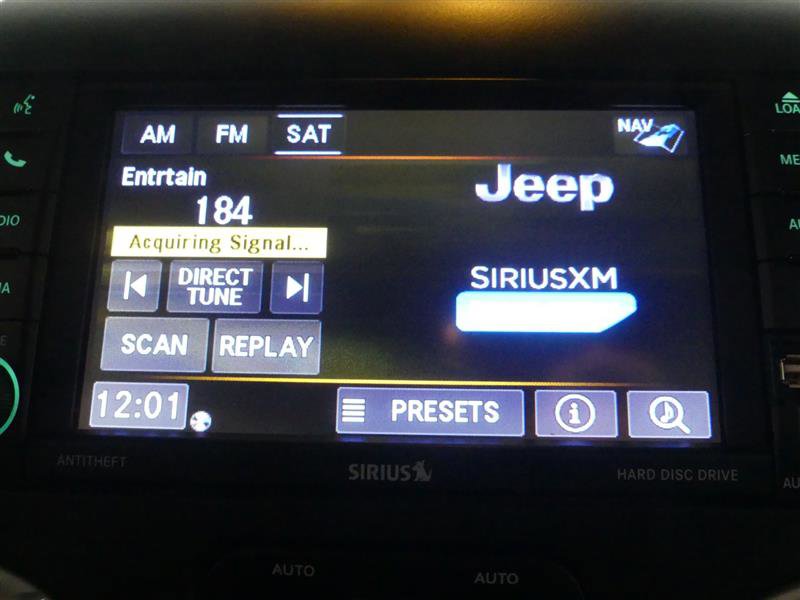 AM FM SAT NAV
Entrtain
184
Acquiring Signal...
DIRECT
TUNE
SCAN REPLAY
Jeep
SIRIUSXM
12:01 PRESETS
ANTITHEFT SIRIUS HARD DISC DRIVE
AUTO AUTO